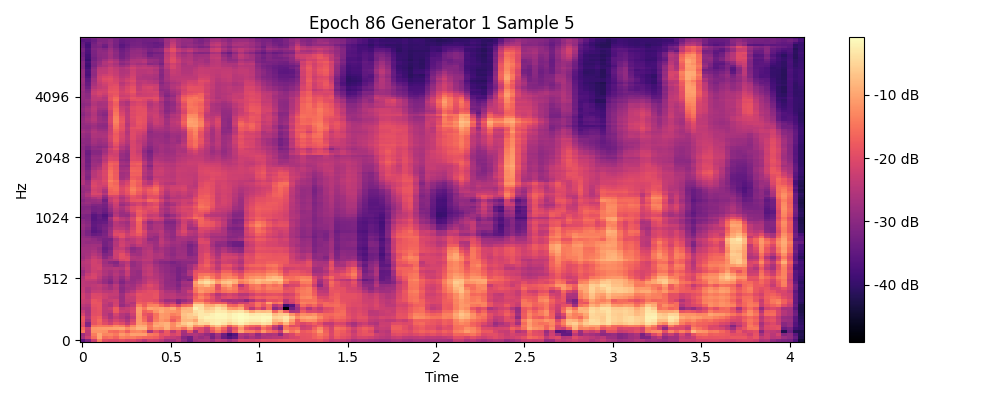 Epoch 86 Generator 1 Sample 5
Hz
4096
2048
1024
512
0
0 0.5 1 1.5 2 2.5 3 3.5 4
Time
-10 dB
-20 dB
-30 dB
-40 dB